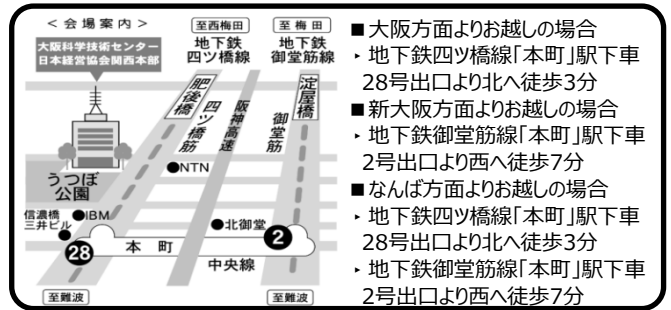 ＜会場案内＞
大阪科学技術センター
日本経営協会関西本部
至西梅田
地下鉄
四ツ橋線
至梅田
地下鉄
御堂筋線
肥後橋
四ツ橋筋
阪神高速
御堂筋
淀屋橋
うつぼ
公園
NTN
信濃橋
三井ビル
IBM
北御堂
28
本町
2
中央線
至難波
至難波
■大阪方面よりお越しの場合
・地下鉄四ツ橋線「本町」駅下車
28号出口より北へ徒歩3分
■新大阪方面よりお越しの場合
・地下鉄御堂筋線「本町」駅下車
2号出口より西へ徒歩7分
■なんば方面よりお越しの場合
・地下鉄四ツ橋線「本町」駅下車
28号出口より北へ徒歩3分
・地下鉄御堂筋線「本町」駅下車
2号出口より西へ徒歩7分